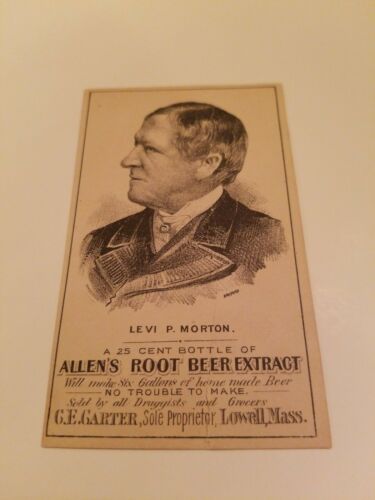 LEVI P. MORTON.
A 25 CENT BOTTLE OF
ALLEN'S ROOT BEER EXTRACT
Will make Six Gallons of home made Beer
NO TROUBLE TO MAKE.
Sold by all Druggists and Grocers
C.E.CARTER, Sole Proprietor, Lowell, Mass.